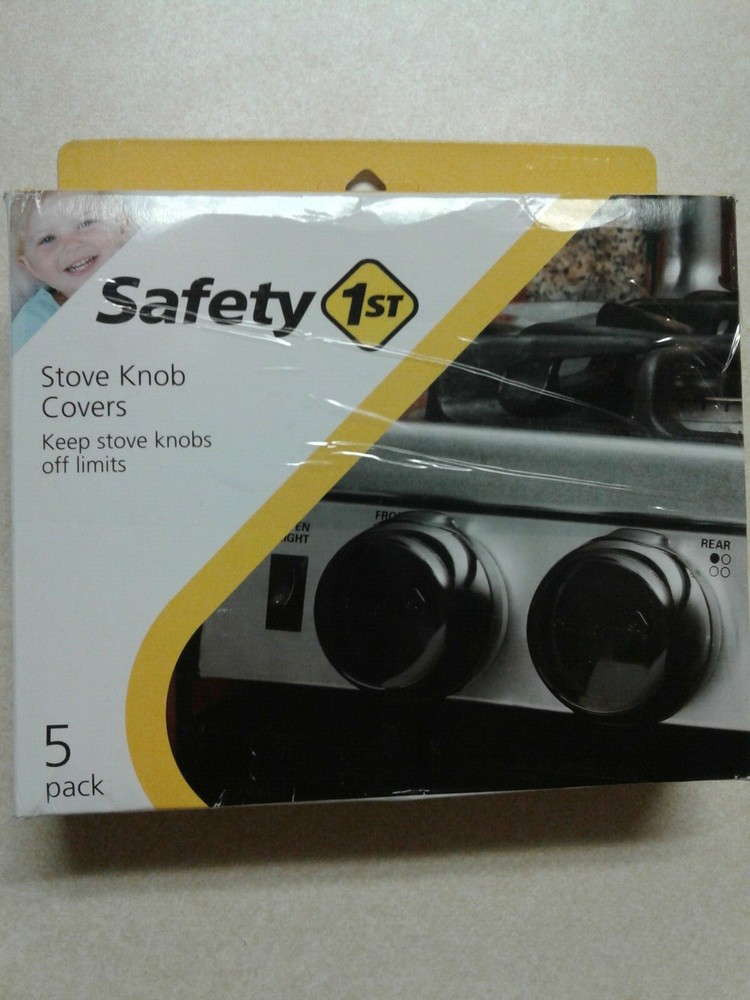 Safety 1ST
Stove Knob
Covers
Keep stove knobs
off limits
REAR
5
pack